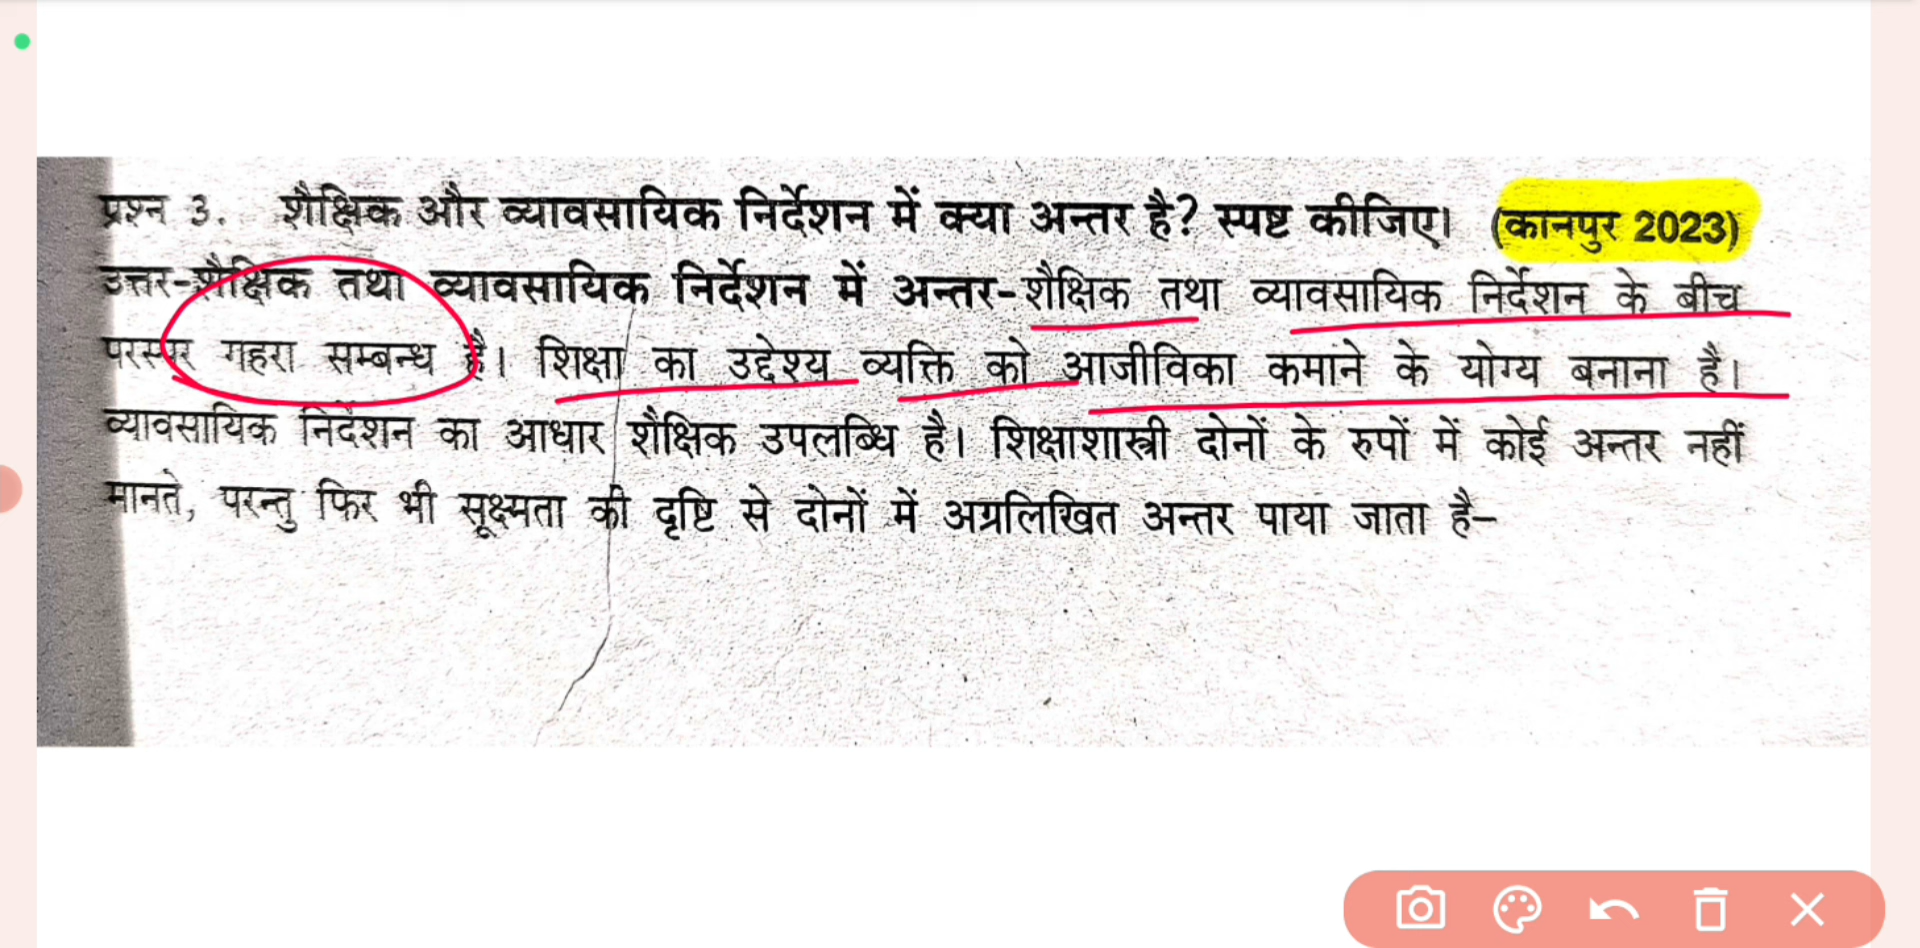 प्रश्न 3. शैक्षिक और व्यावसायिक निर्देशन में क्या अन्तर है? स्पष्ट कीजिए। (कानपुर 2023)
उत्तर-शैक्षिक तथा व्यावसायिक निर्देशन में अन्तर-शैक्षिक तथा व्यावसायिक निर्देशन के बीच
परस्पर गहरा सम्बन्ध है। शिक्षा का उद्देश्य व्यक्ति को आजीविका कमाने के योग्य बनाना है।
व्यावसायिक निर्देशन का आधार शैक्षिक उपलब्धि है। शिक्षाशास्त्री दोनों के रुपों में कोई अन्तर नहीं
मानते, परन्तु फिर भी सूक्ष्मता की दृष्टि से दोनों में अग्रलिखित अन्तर पाया जाता है–